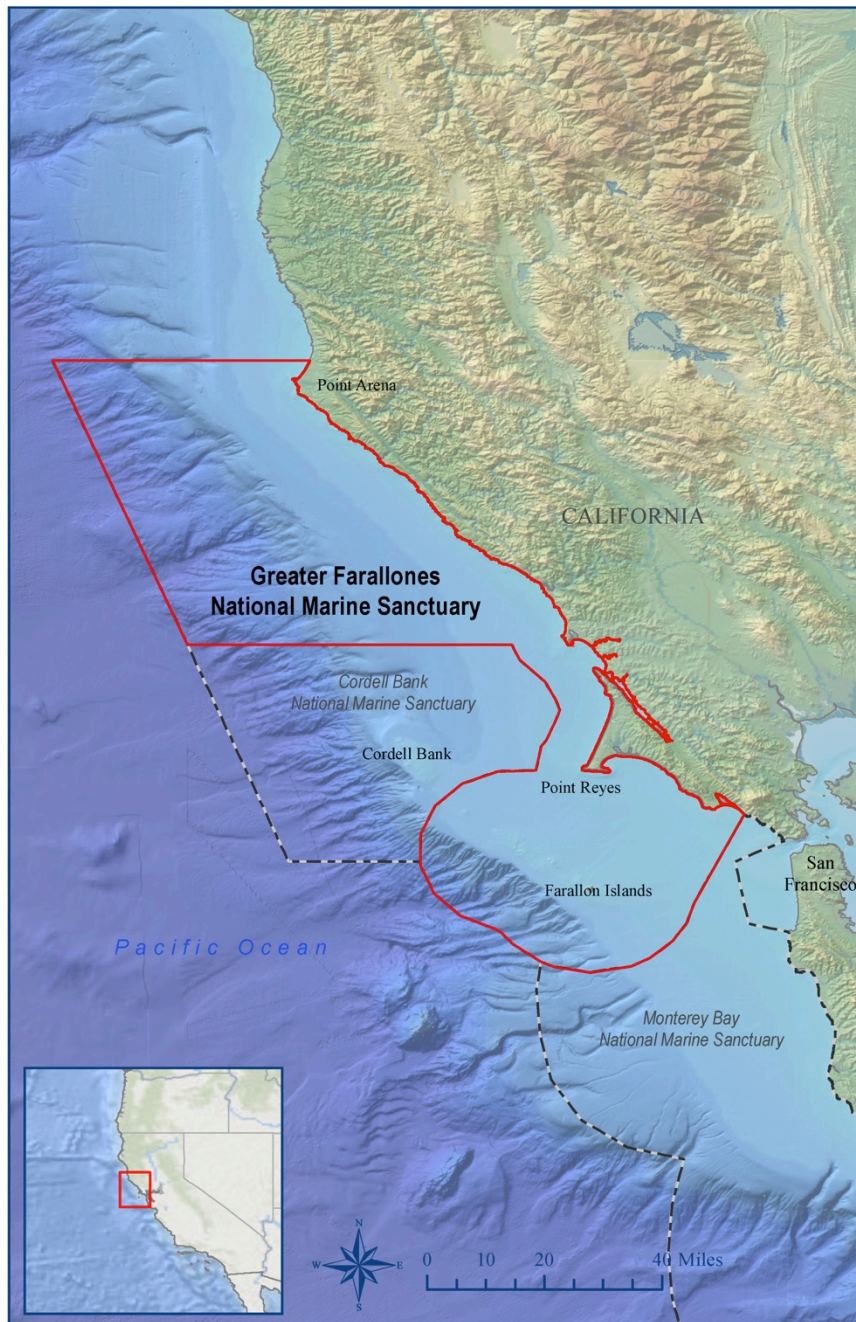 Point Arena
CALIFORNIA
Greater Farallones
National Marine Sanctuary
Cordell Bank
National Marine Sanctuary
Cordell Bank
Point Reyes
San
Francisco
Farallon Islands
Pacific Ocean
Monterey Bay
National Marine Sanctuary
N
W
E
S
0 10 20 40 Miles